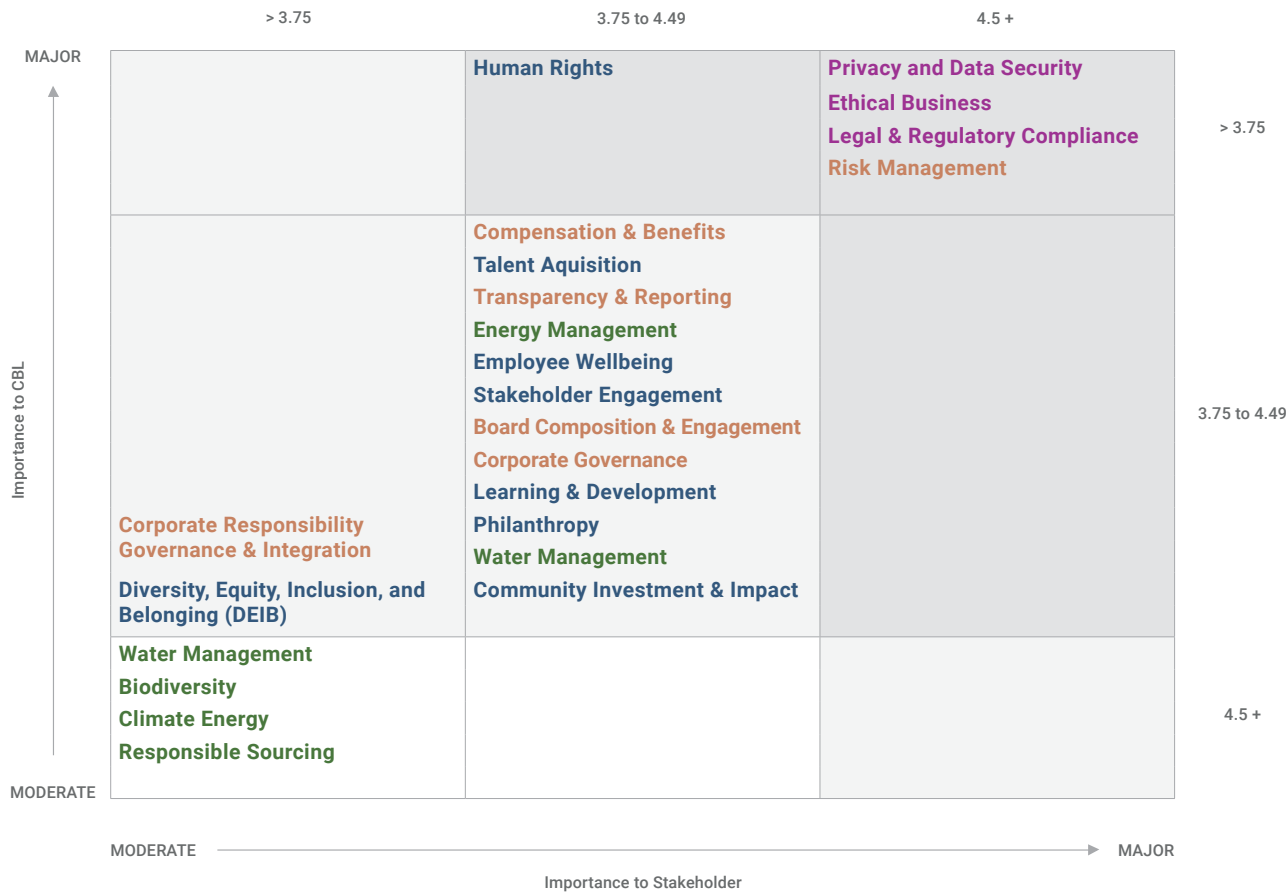 > 3.75
3.75 to 4.49
4.5 +
MAJOR
Human Rights
Privacy and Data Security
Ethical Business
Legal & Regulatory Compliance
Risk Management
> 3.75
Compensation & Benefits
Talent Aquisition
Transparency & Reporting
Energy Management
Employee Wellbeing
Stakeholder Engagement
Board Composition & Engagement
Corporate Governance
Learning & Development
Philanthropy
Water Management
Community Investment & Impact
Importance to CBL
3.75 to 4.49
Corporate Responsibility
Governance & Integration
Diversity, Equity, Inclusion, and
Belonging (DEIB)
Water Management
Biodiversity
Climate Energy
Responsible Sourcing
4.5 +
MODERATE
MODERATE
MAJOR
Importance to Stakeholder